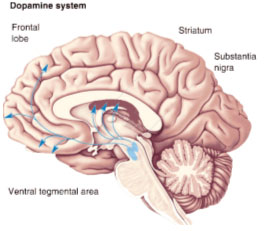 Dopamine system
Frontal
lobe
Striatum
Substantia
nigra
Ventral tegmental area